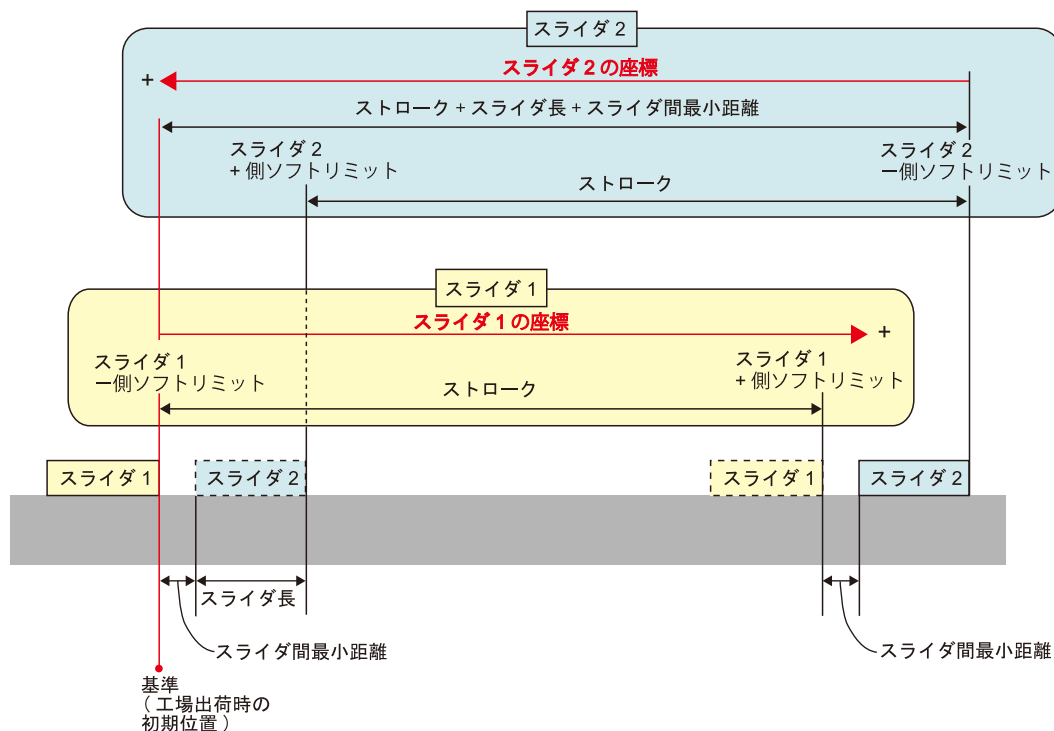 スライダ 2
+
スライダ 2 の座標
ストローク + スライダ長 + スライダ間最小距離
スライダ 2
+ 側ソフトリミット
スライダ 2
ー側ソフトリミット
ストローク
スライダ 1
スライダ 1 の座標
+
スライダ 1
ー側ソフトリミット
スライダ 1
+ 側ソフトリミット
ストローク
スライダ 1
スライダ 2
スライダ 1
スライダ 2
スライダ長
スライダ間最小距離
スライダ間最小距離
基準
( 工場出荷時の
初期位置 )